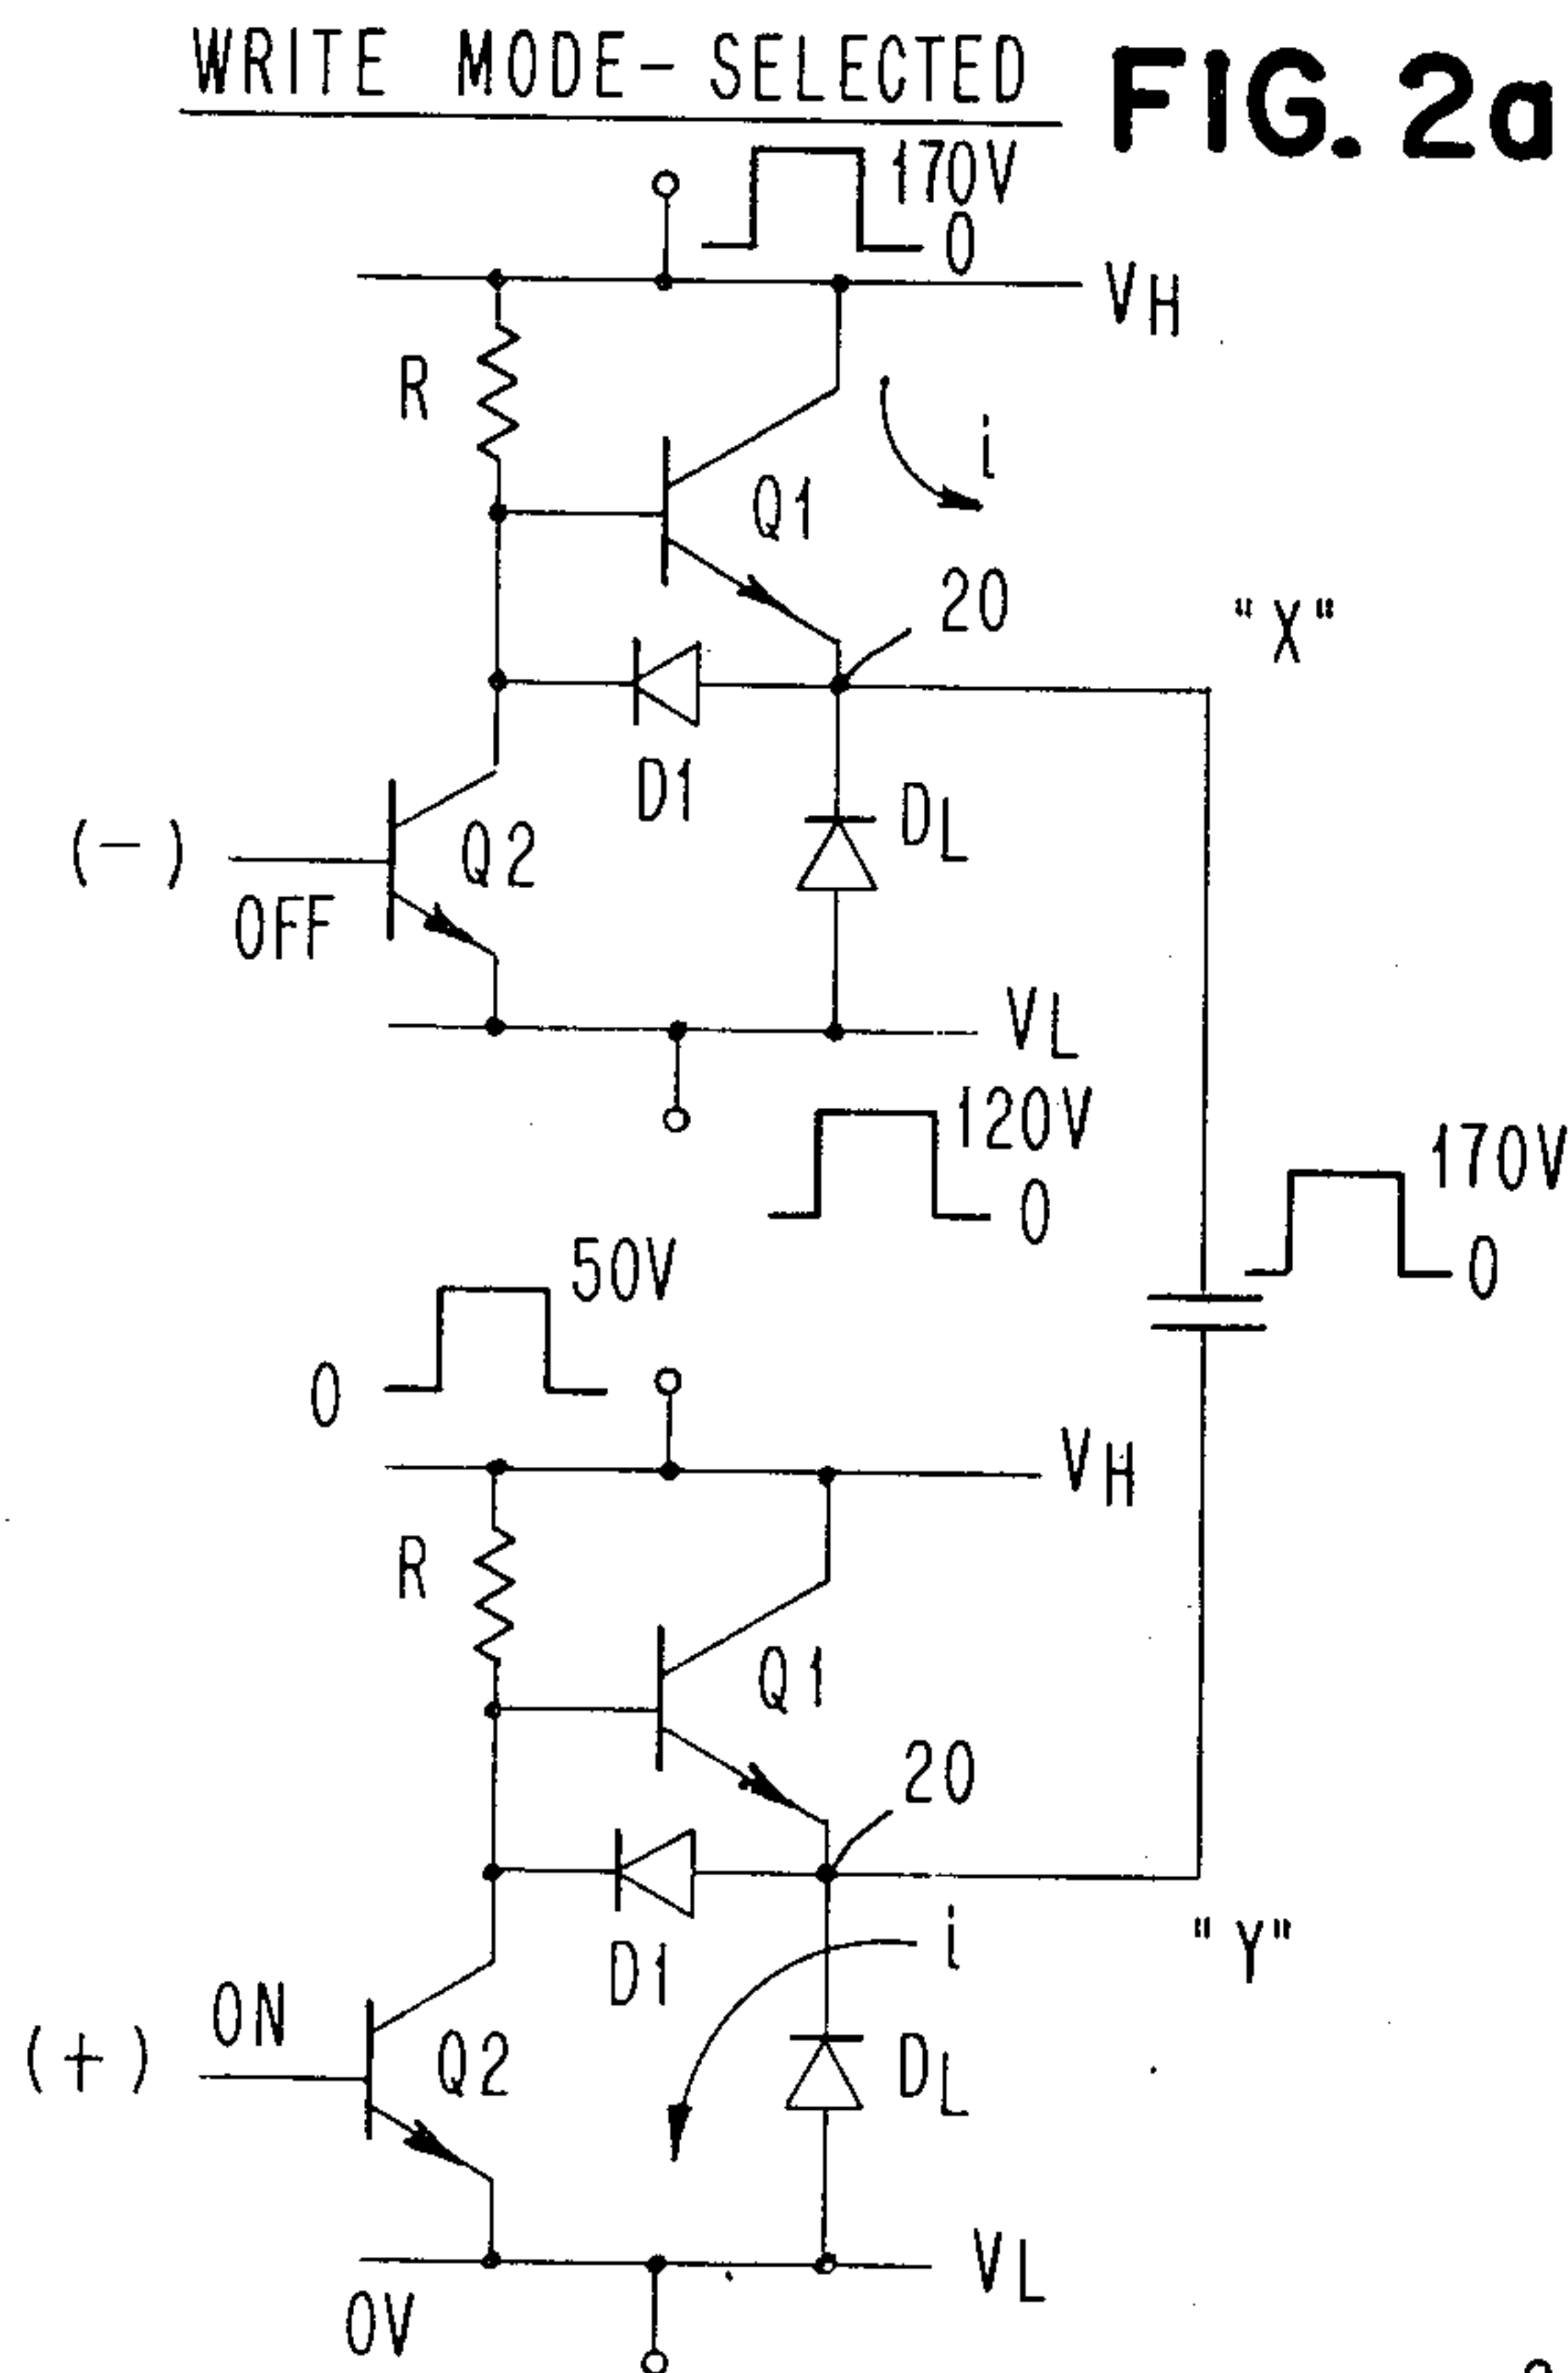 WRITE MODE- SELECTED
FIG. 2a
170V
0
VH
R
i
Q1
20
"X"
D1
DL
(-)
Q2
OFF
VL
120V
0
170V
0
50V
0
VH
R
Q1
20
i
D1
"Y"
ON
(+)
Q2
DL
VL
0V